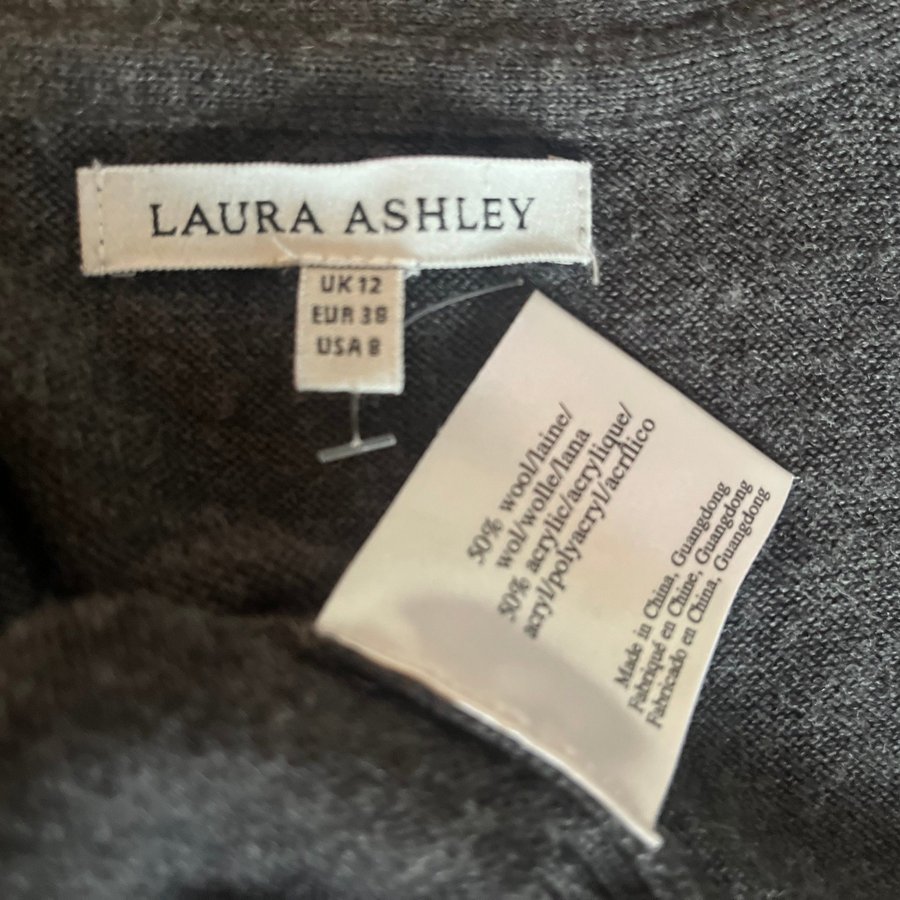 LAURA ASHLEY
UK 12
EUR 38
USA 8
50% wool/laine/
wol/wolle/lana
50% acrylic/acrylique/
acryl/polyacryl/acrílico
Made in China, Guangdong
Fabriqué en Chine, Guangdong
Fabricado en China, Guangdong